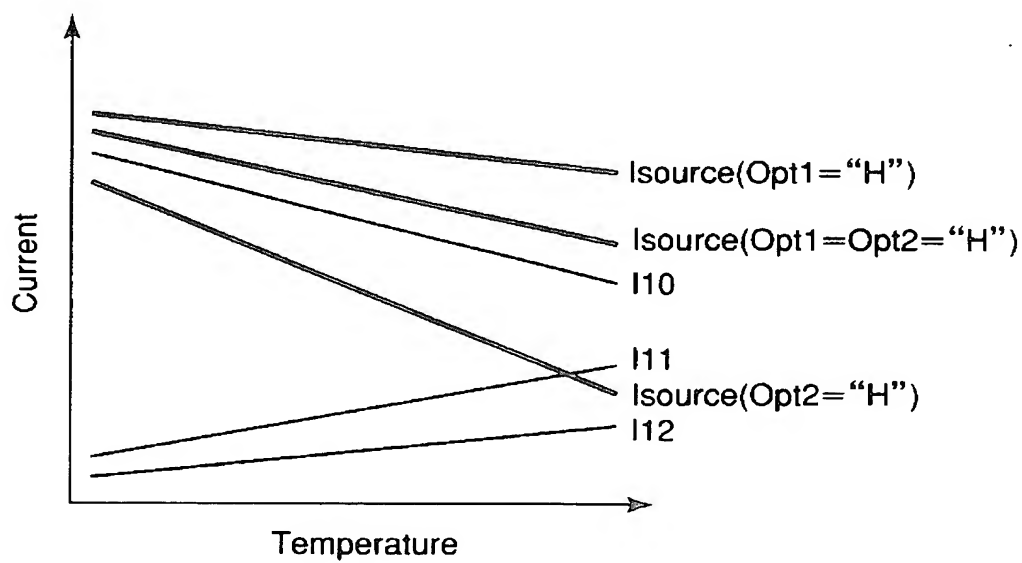 Isource(Opt1=“H”)
Isource(Opt1=Opt2=“H”)
I10
I11
Isource(Opt2=“H”)
I12
Current
Temperature